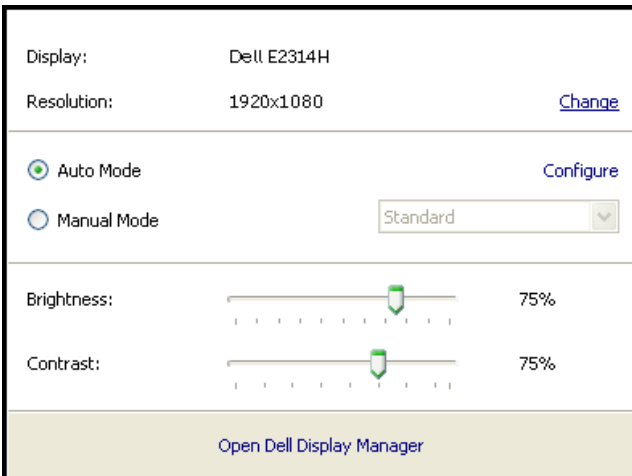 Display: Dell E2314H
Resolution: 1920x1080 Change
Auto Mode Configure
Manual Mode Standard
Brightness: 75%
Contrast: 75%
Open Dell Display Manager